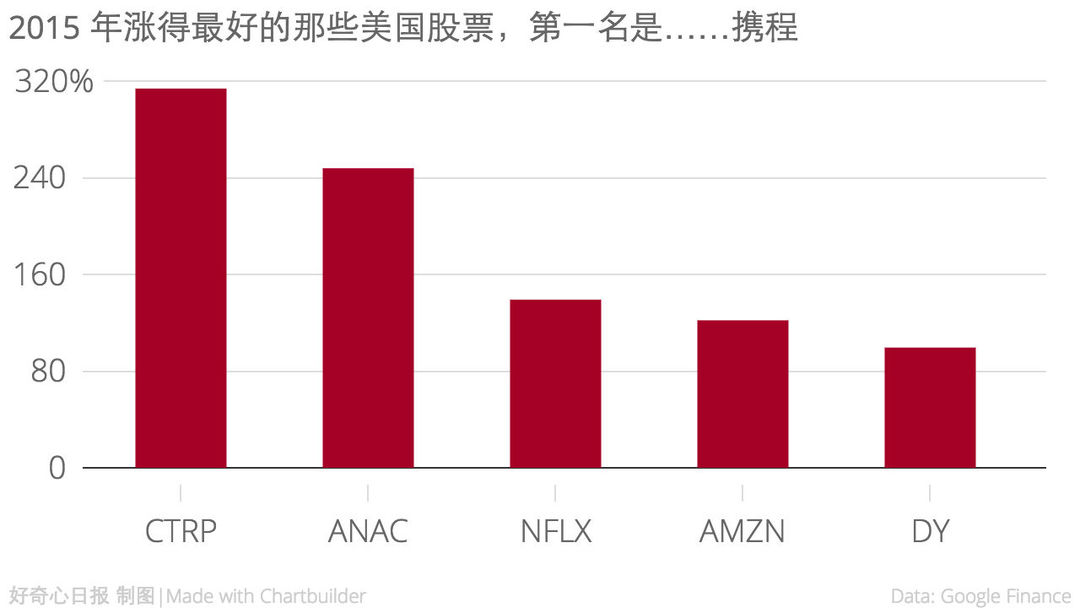 2015 年涨得最好的那些美国股票，第一名是……携程
320%
240
160
80
0
CTRP ANAC NFLX AMZN DY
好奇心日报 制图|Made with Chartbuilder Data: Google Finance